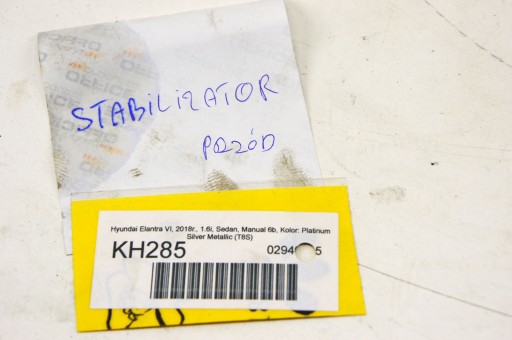 STABILIZATOR
PRZÓD
Hyundai Elantra VI, 2018r., 1.6i, Sedan, Manual 6b, Kolor: Platinum
Silver Metallic (T8S)
KH285